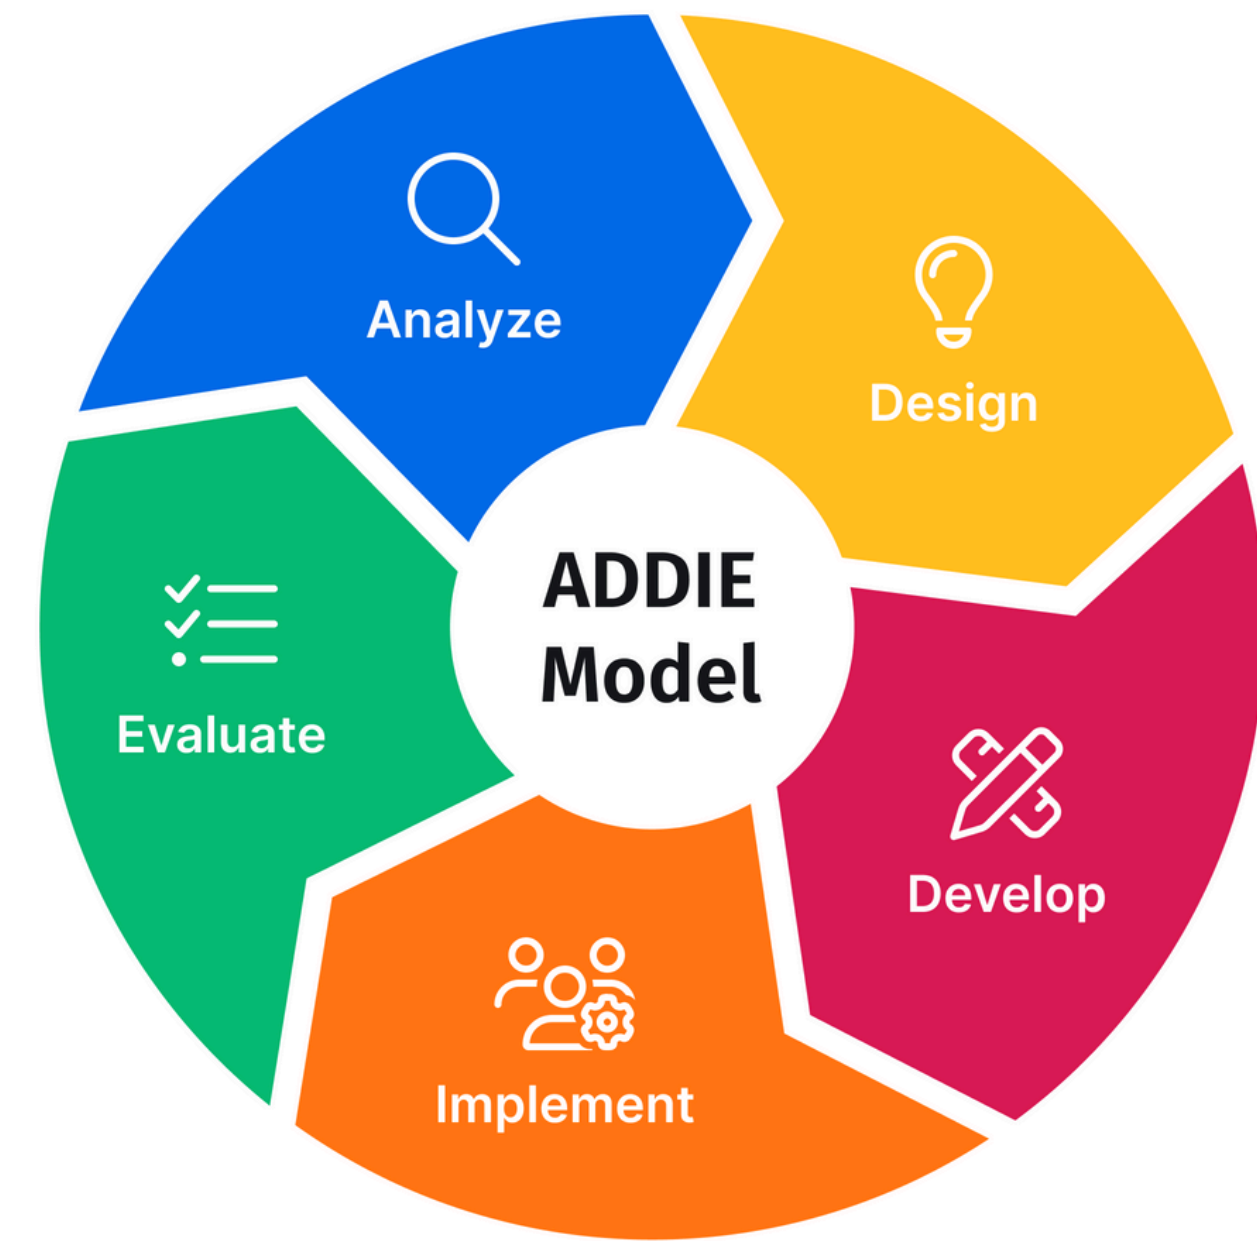 ADDIE
Model
Analyze
Design
Develop
Implement
Evaluate